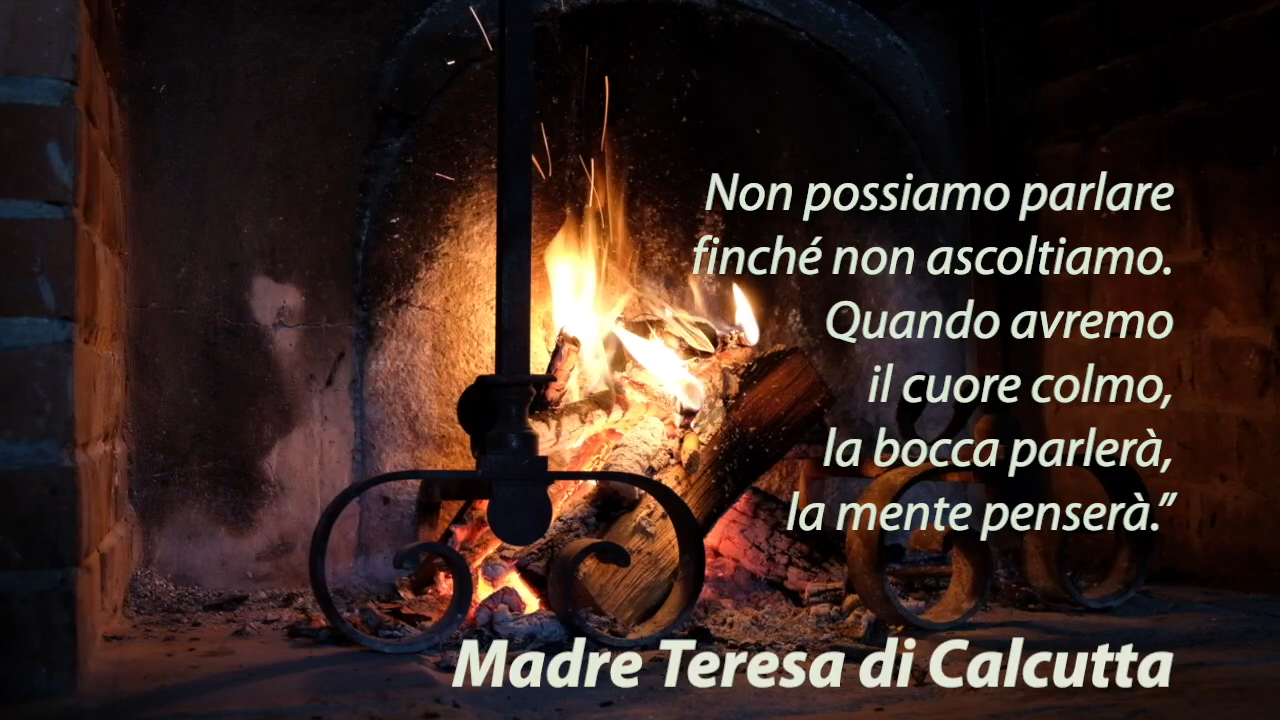 Non possiamo parlare
finché non ascoltiamo.
Quando avremo
il cuore colmo,
la bocca parlerà,
la mente penserà.”
Madre Teresa di Calcutta